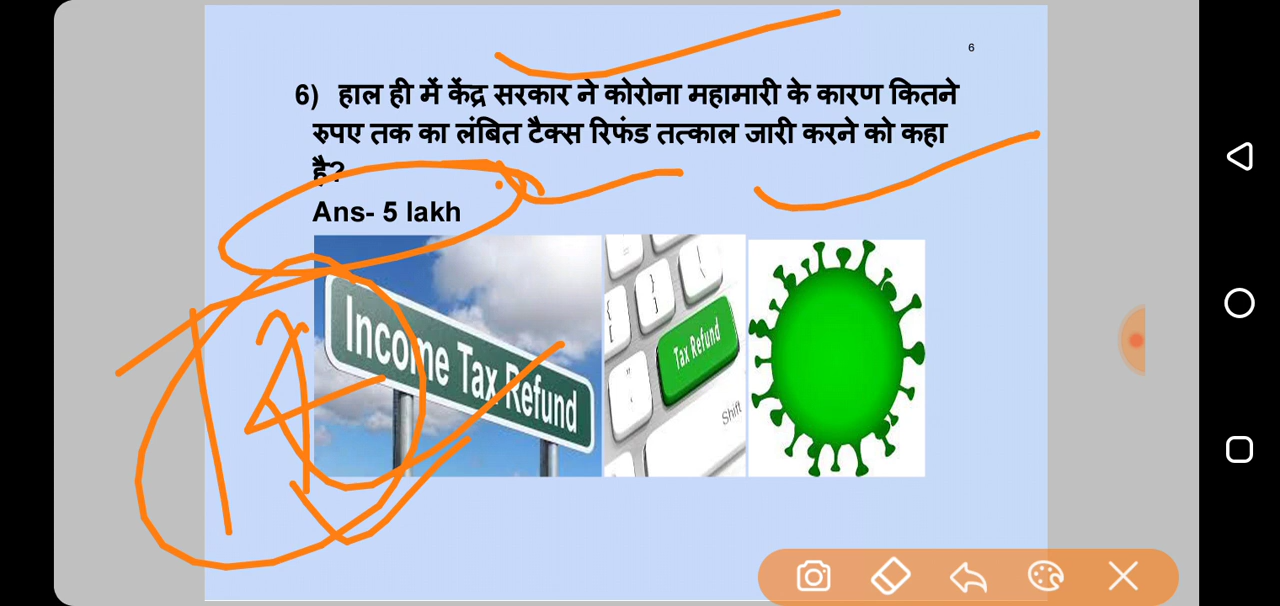 6
6) हाल ही में केंद्र सरकार ने कोरोना महामारी के कारण कितने
रुपए तक का लंबित टैक्स रिफंड तत्काल जारी करने को कहा
है?
Ans- 5 lakh
Income Tax Refund
Tax Refund
Shift